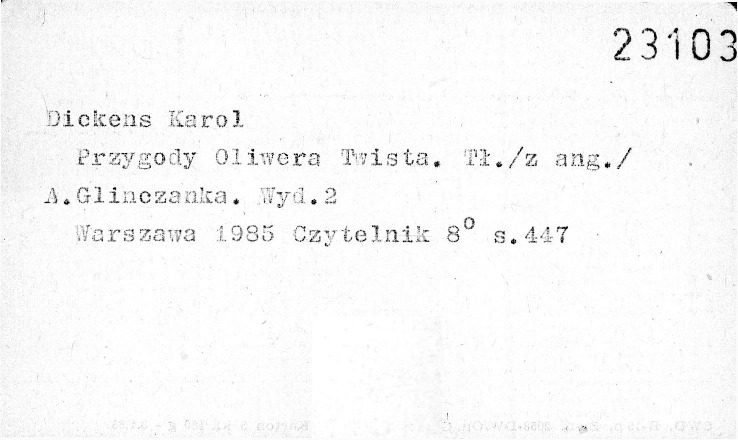 23103
Dickens Karol
Przygody Oliwera Twista. Tł./z ang./
A.Glinczanka. Wyd.2
Warszawa 1985 Czytelnik 8° s.447